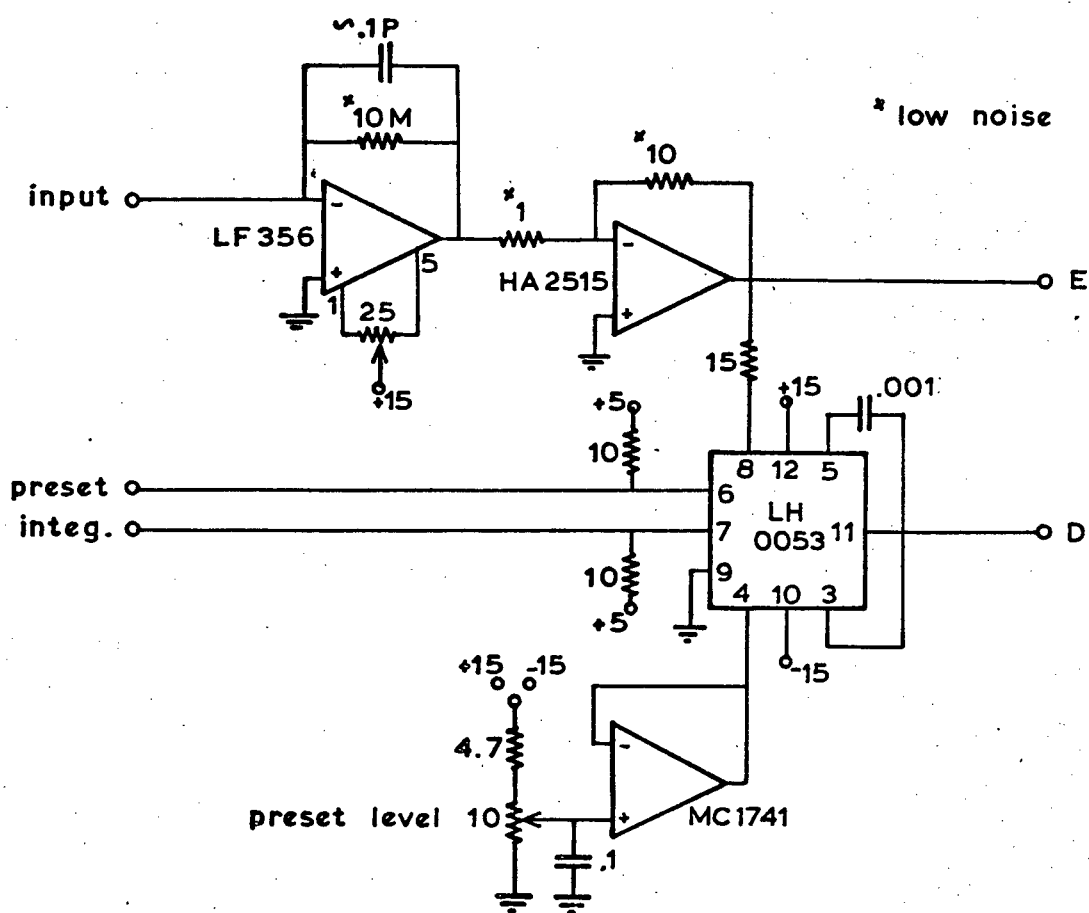 ~.1P
*10M
* low noise
input
-
LF356
+
1
5
25
+15
*1
*10
-
HA2515
+
E
15
+15
.001
+5
10
8
12
5
preset
6
LH
0053
integ.
7
11
D
10
9
+5
4
10
3
-15
+15
-15
4.7
-
preset level
10
+
MC1741
.1